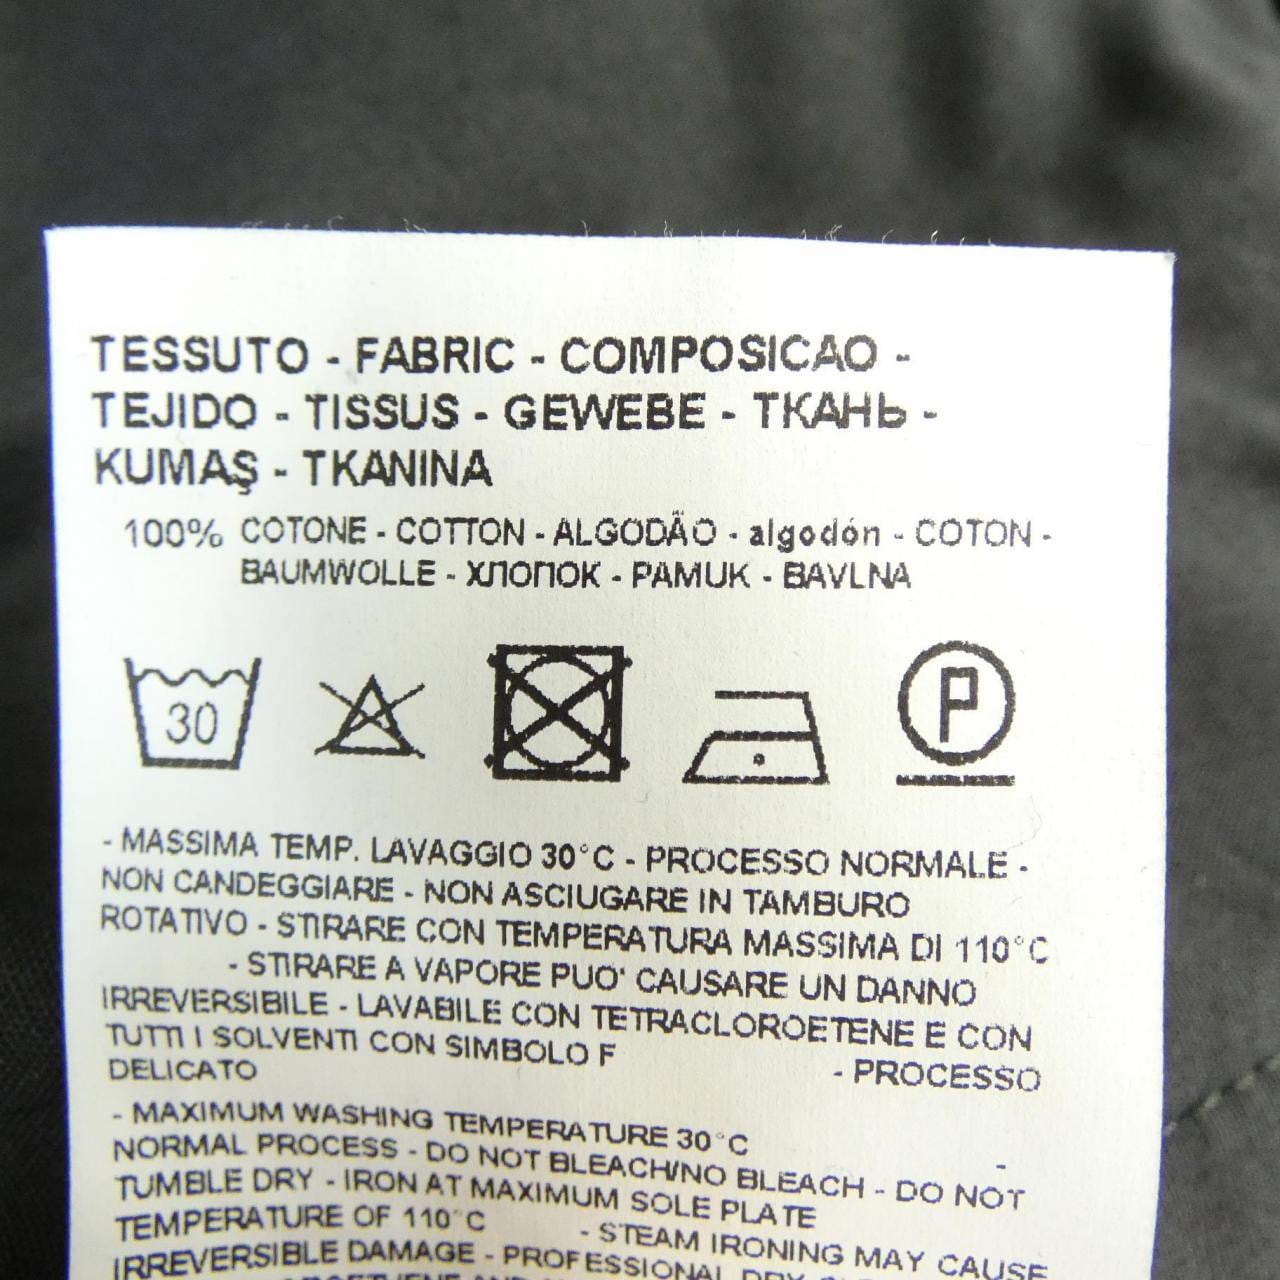 TESSUTO - FABRIC - COMPOSICAO -
TEJIDO - TISSUS - GEWEBE - ТКАНЬ -
KUMAŞ - TKANINA
100% COTONE - COTTON - ALGODÃO - algodón - COTON -
BAUMWOLLE - ХЛОПОК - PAMUK - BAVLNA
30
P
- MASSIMA TEMP. LAVAGGIO 30°C - PROCESSO NORMALE -
NON CANDEGGIARE - NON ASCIUGARE IN TAMBURO
ROTATIVO - STIRARE CON TEMPERATURA MASSIMA DI 110°C
- STIRARE A VAPORE PUO' CAUSARE UN DANNO
IRREVERSIBILE - LAVABILE CON TETRACLOROETENE E CON
TUTTI I SOLVENTI CON SIMBOLO F - PROCESSO
DELICATO
- MAXIMUM WASHING TEMPERATURE 30°C -
NORMAL PROCESS - DO NOT BLEACH/NO BLEACH - DO NOT
TUMBLE DRY - IRON AT MAXIMUM SOLE PLATE
TEMPERATURE OF 110°C - STEAM IRONING MAY CAUSE
IRREVERSIBLE DAMAGE - PROFESSIONAL DRY